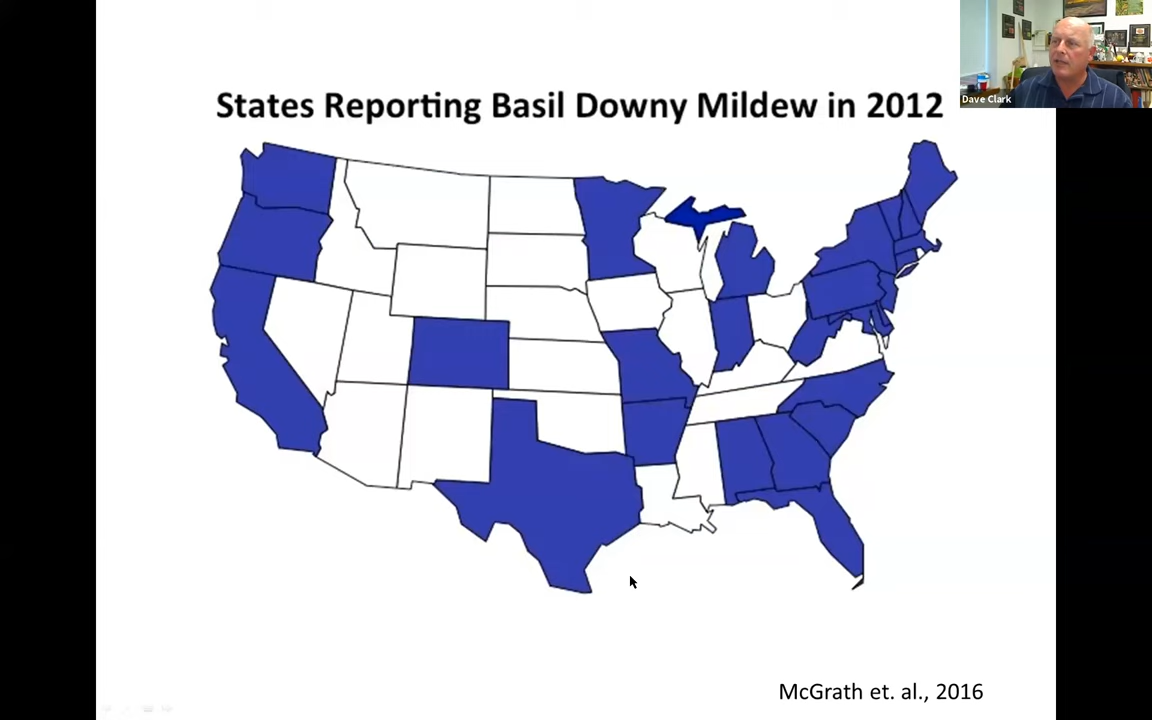 States Reporting Basil Downy Mildew in 2012
Dave Clark
McGrath et. al., 2016